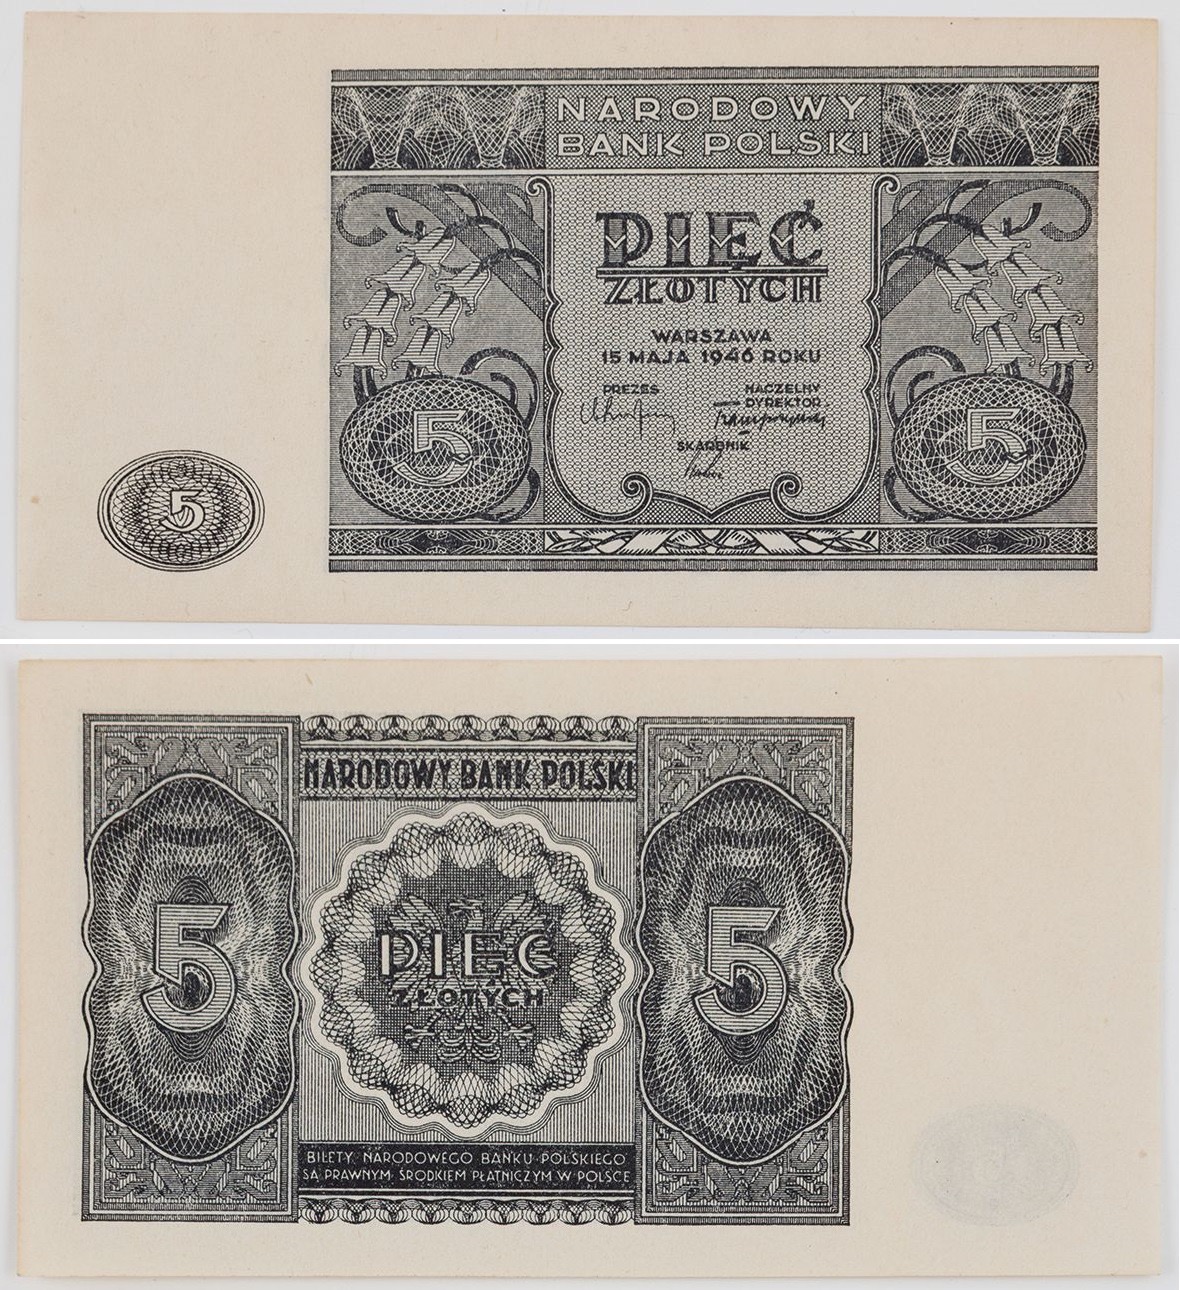 NARODOWY
BANK POLSKI
PIĘĆ
ZŁOTYCH
WARSZAWA
15 MAJA 1946 ROKU
PREZES
NACZELNY
DYREKTOR
SKARBNIK
5
5
5
NARODOWY BANK POLSKI
5
PIĘĆ
ZŁOTYCH
5
BILETY NARODOWEGO BANKU POLSKIEGO
SĄ PRAWNYM ŚRODKIEM PŁATNICZYM W POLSCE